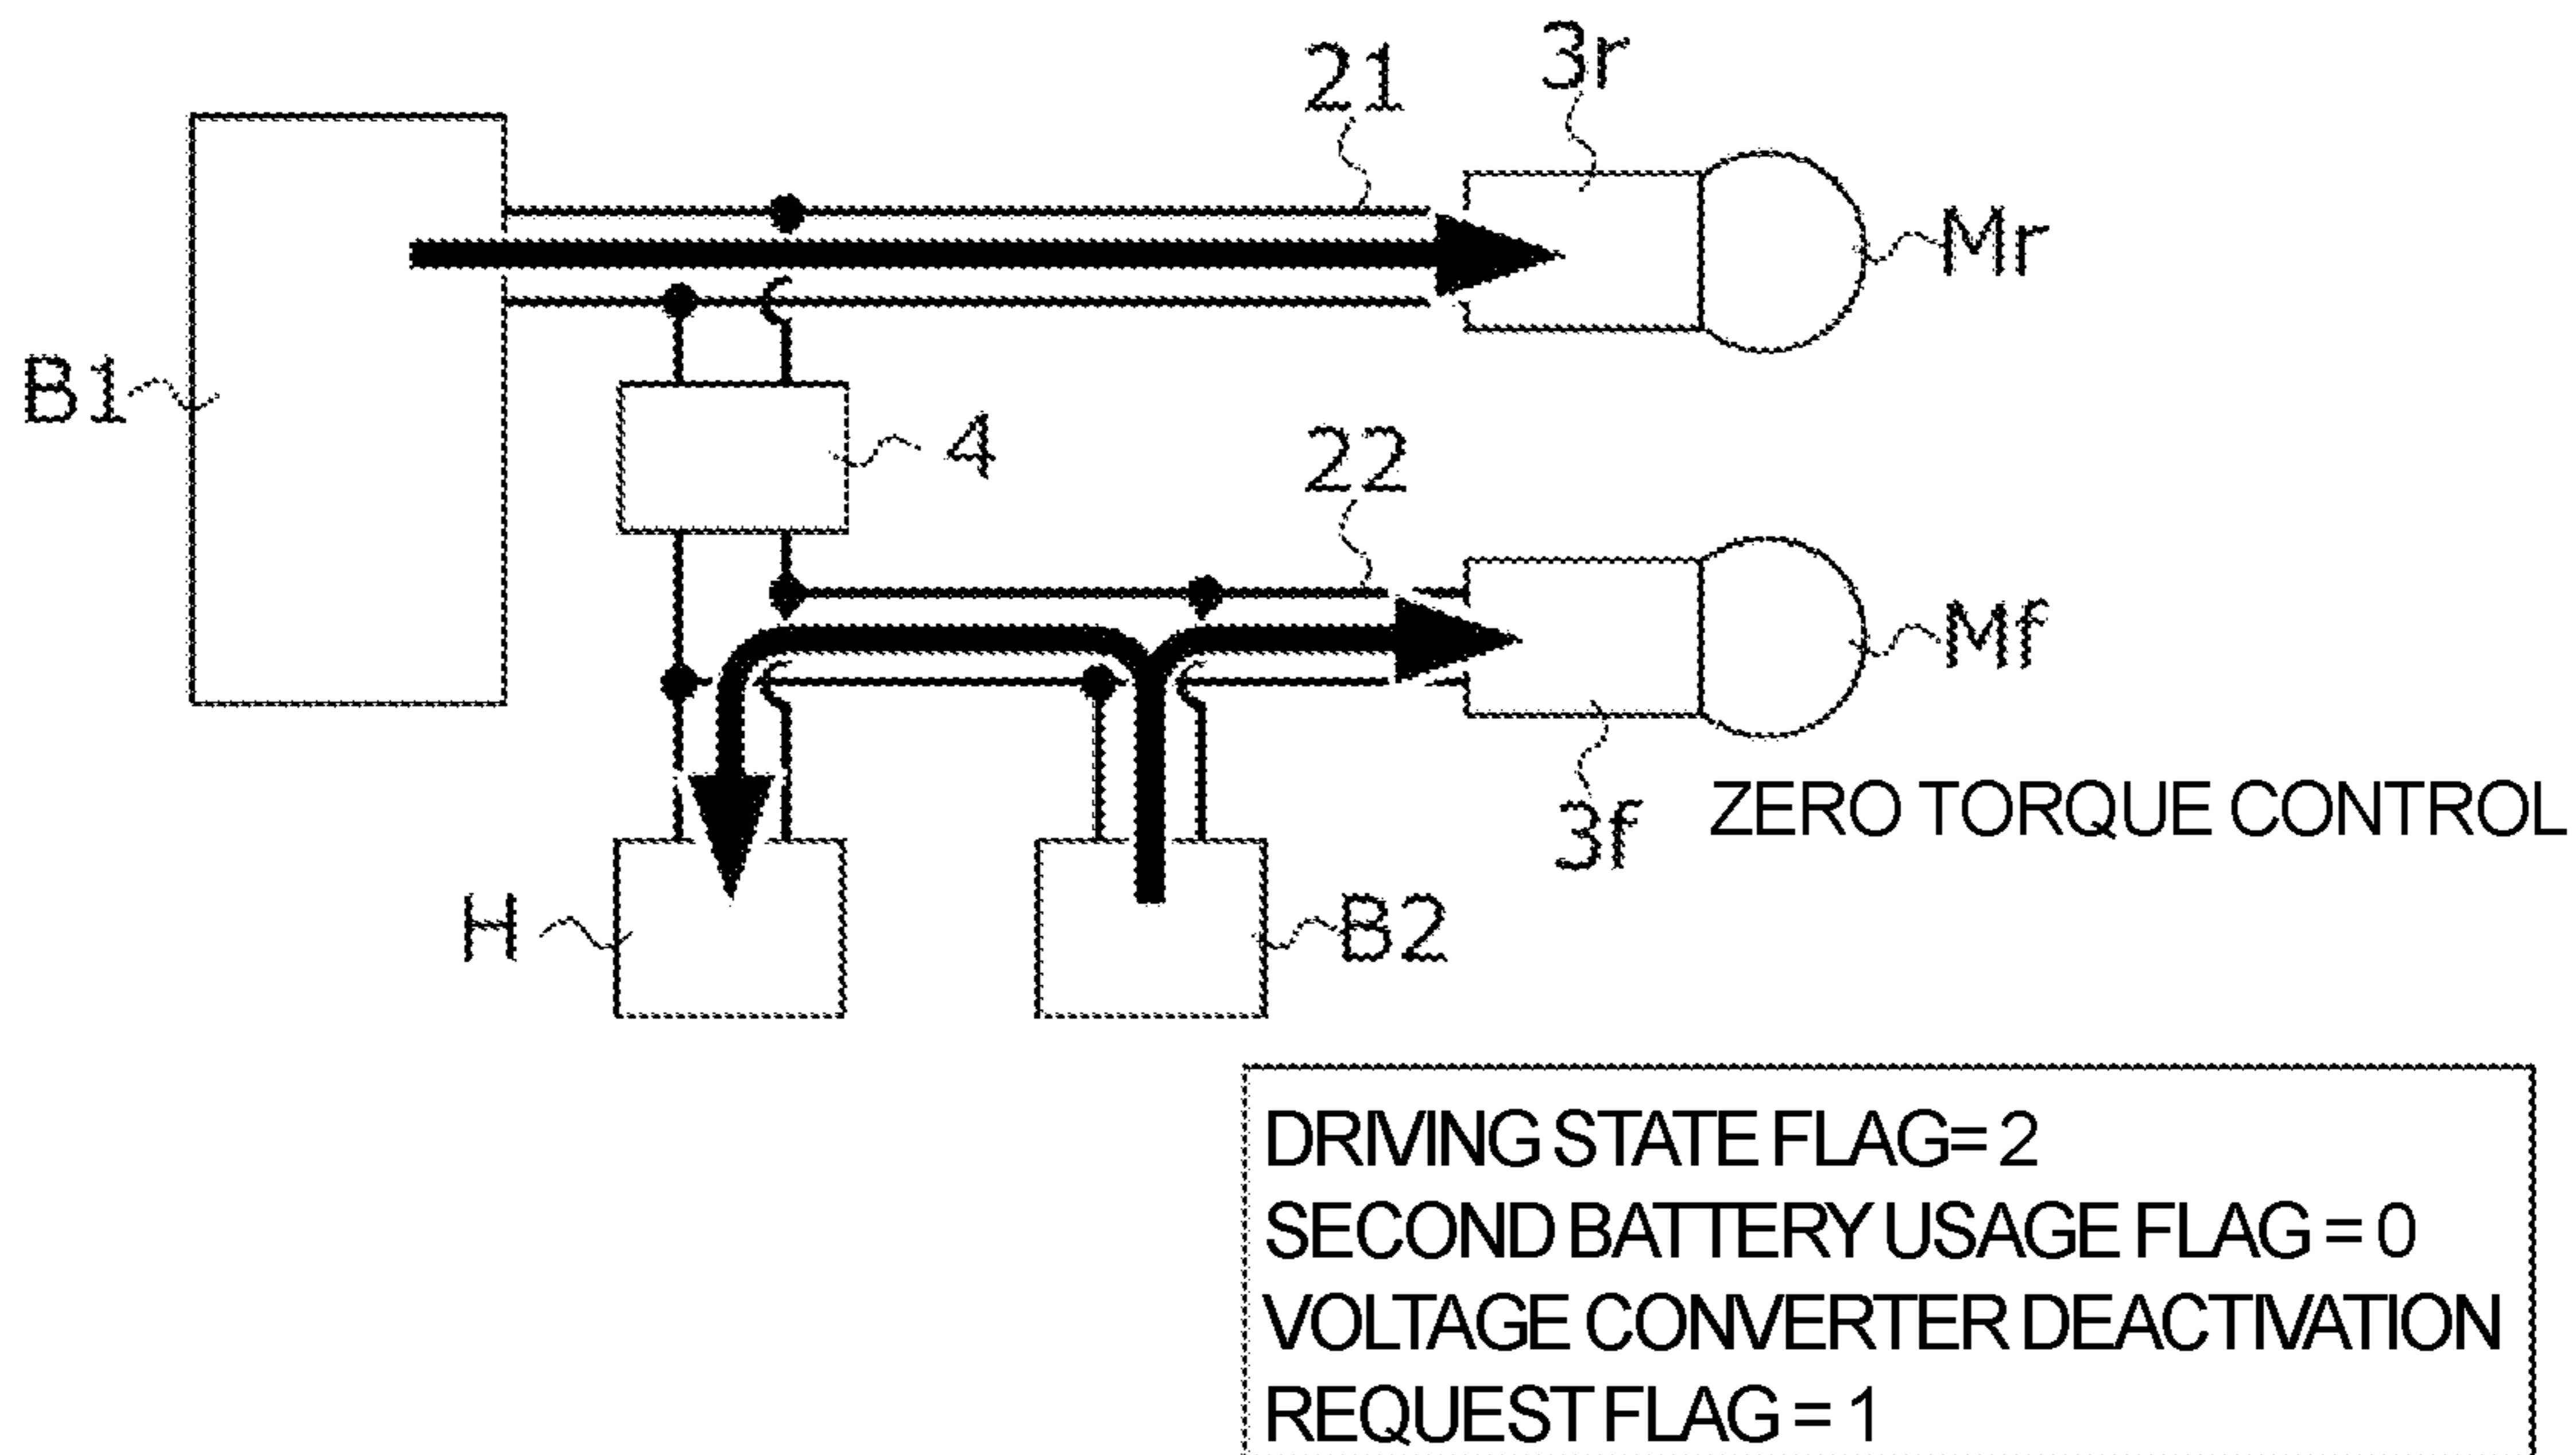 3r
21
Mr
B1
4
22
Mf
3f
ZERO TORQUE CONTROL
H
B2
DRIVING STATE FLAG= 2
SECOND BATTERY USAGE FLAG = 0
VOLTAGE CONVERTER DEACTIVATION
REQUEST FLAG = 1